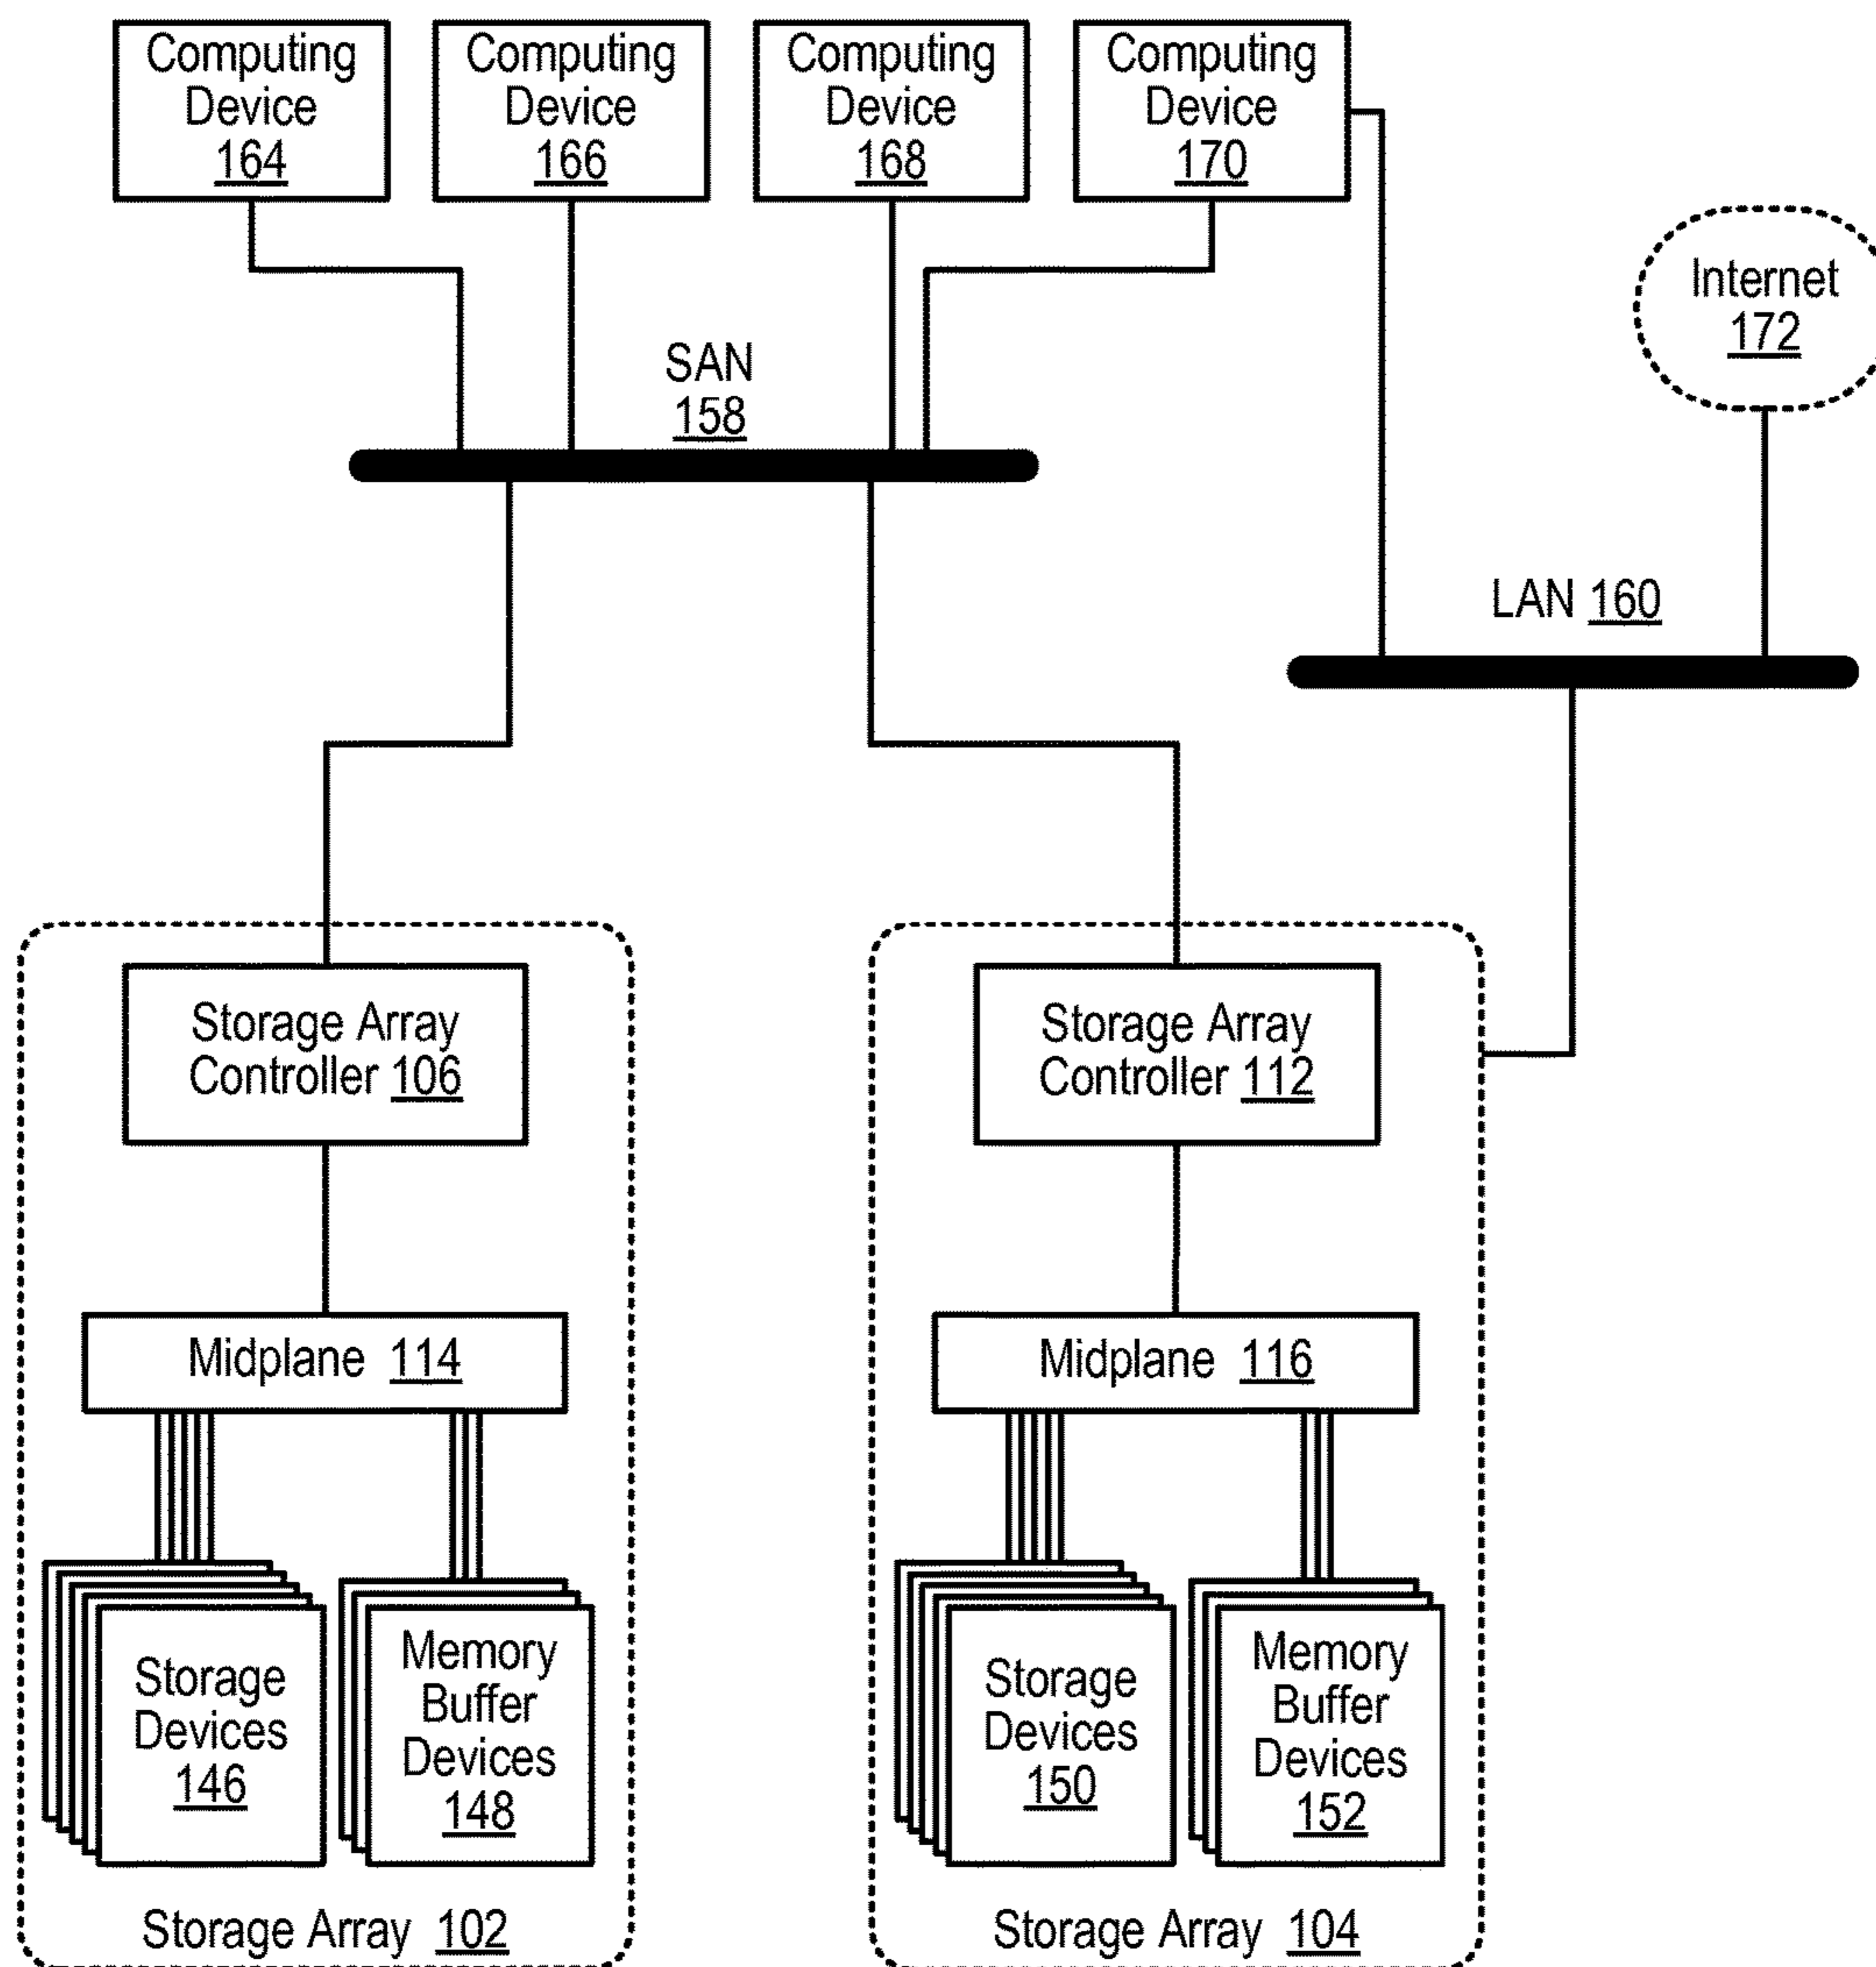 Computing
Device
164
Computing
Device
166
Computing
Device
168
Computing
Device
170
Internet
172
SAN
158
LAN 160
Storage Array
Controller 106
Storage Array
Controller 112
Midplane 114
Midplane 116
Storage
Devices
146
Memory
Buffer
Devices
148
Storage
Devices
150
Memory
Buffer
Devices
152
Storage Array 102
Storage Array 104